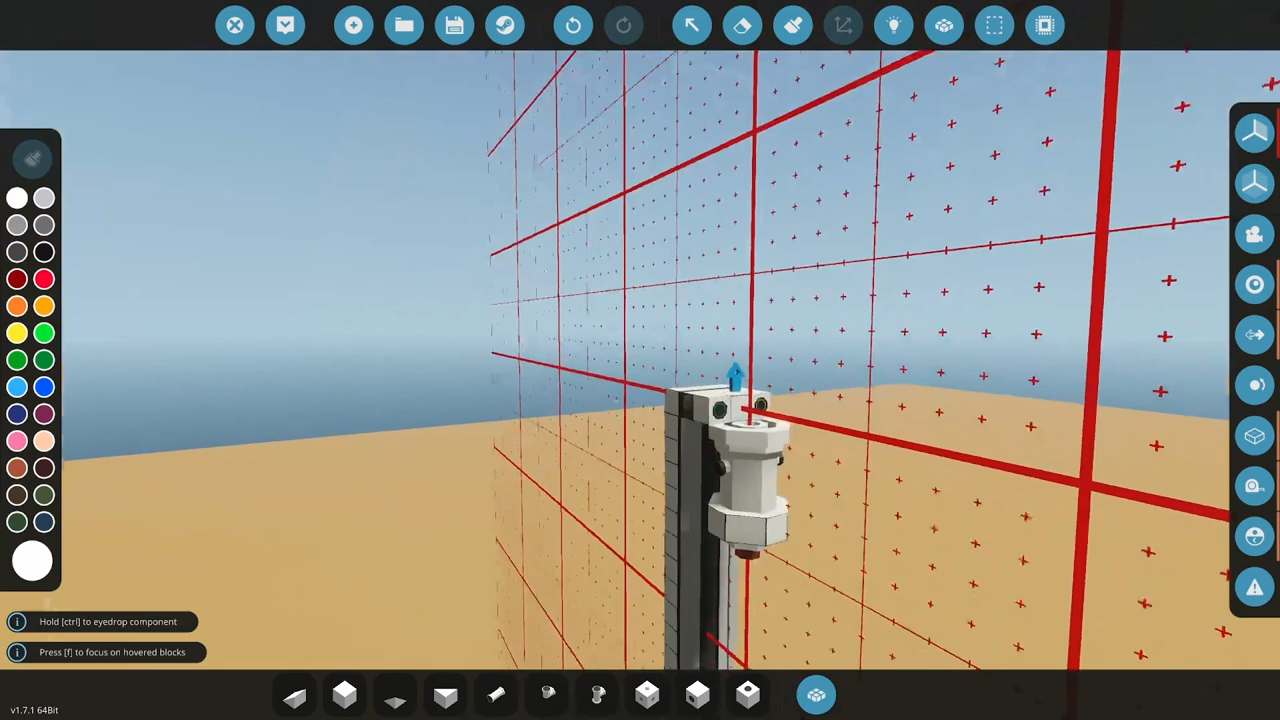 Hold [ctrl] to eyedrop component
Press [f] to focus on hovered blocks
v1.7.1 64Bit